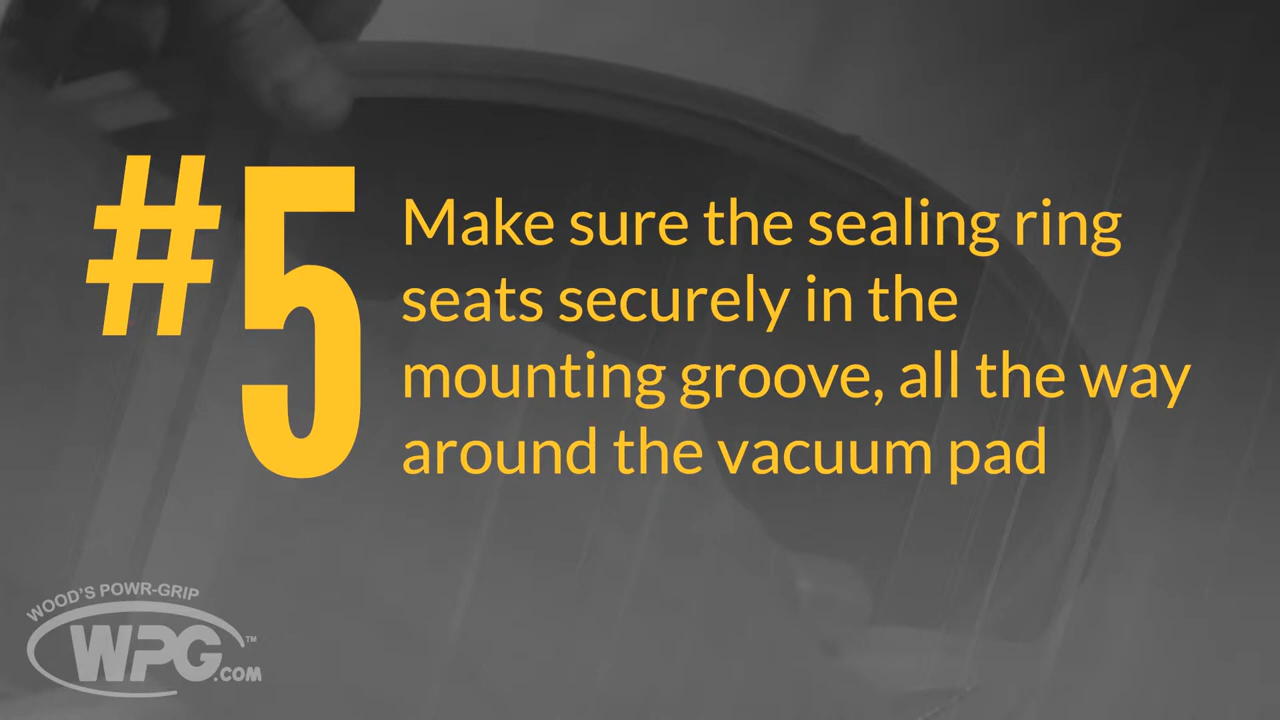 #5
Make sure the sealing ring
seats securely in the
mounting groove, all the way
around the vacuum pad
WOOD'S POWR-GRIP
WPG.COM™